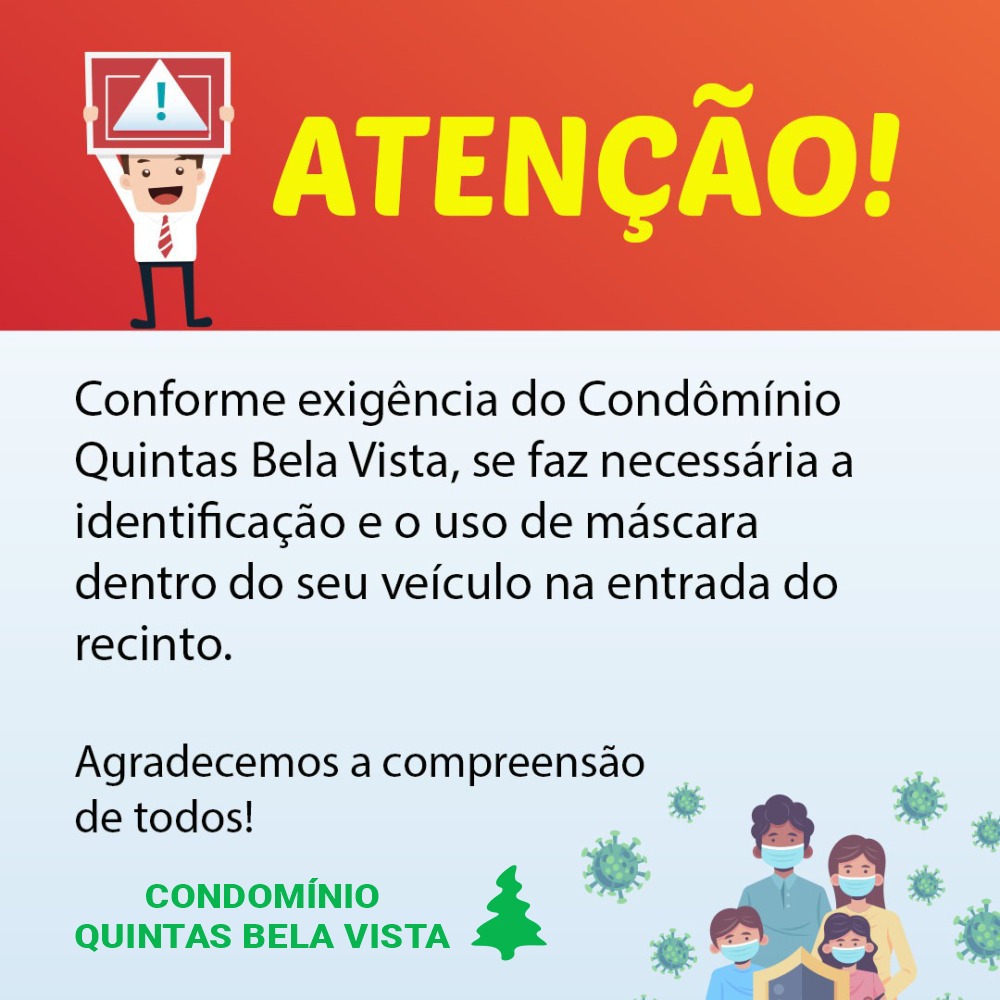 !
ATENÇÃO!
Conforme exigência do Condômínio
Quintas Bela Vista, se faz necessária a
identificação e o uso de máscara
dentro do seu veículo na entrada do
recinto.
Agradecemos a compreensão
de todos!
CONDOMÍNIO
QUINTAS BELA VISTA